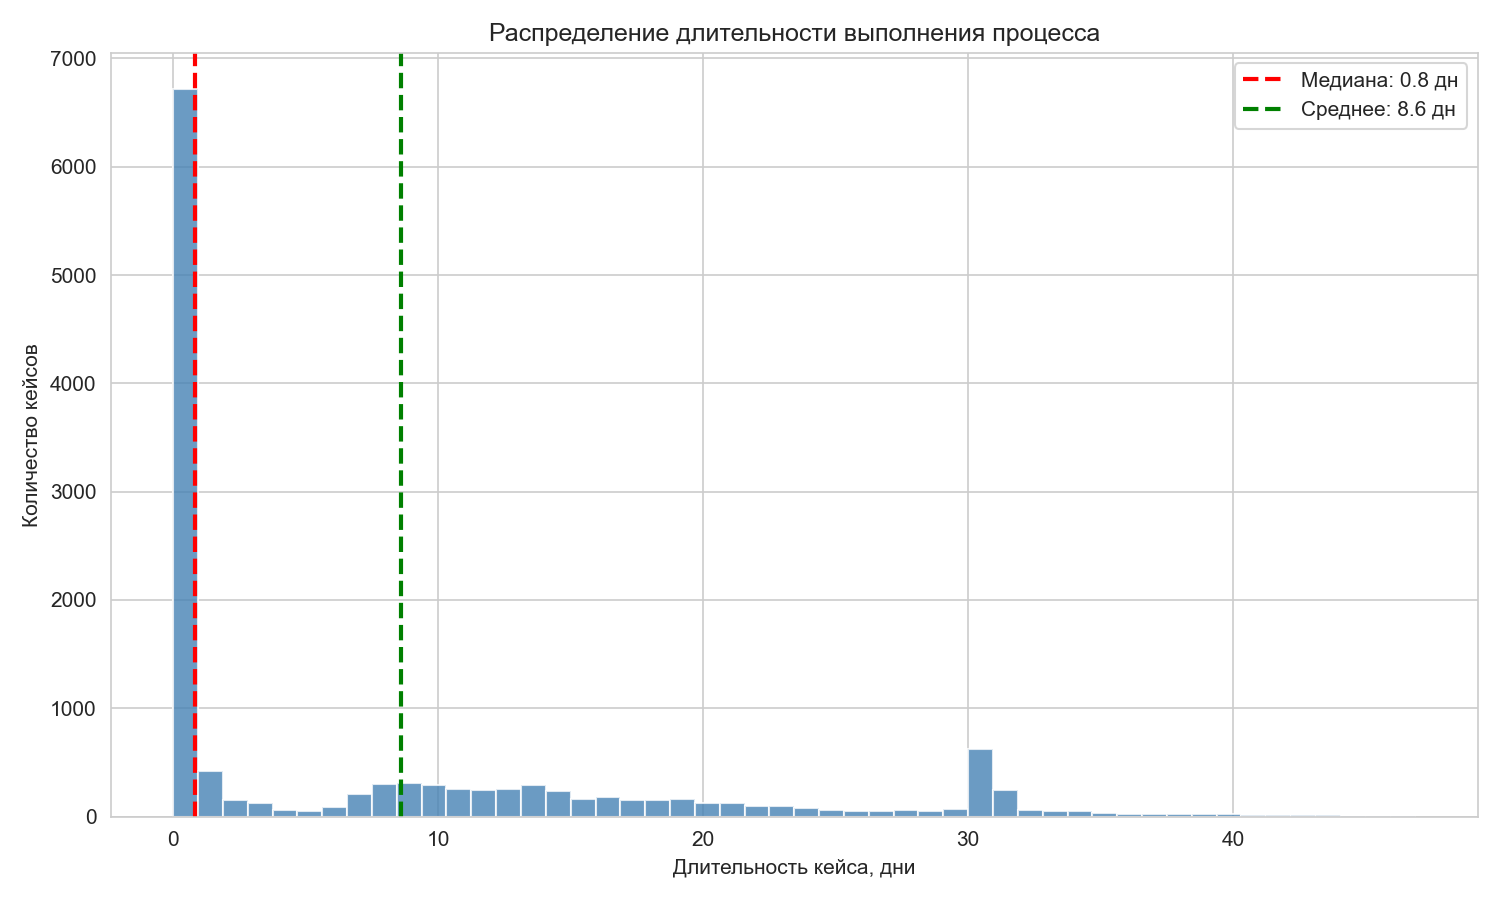 Распределение длительности выполнения процесса
Медиана: 0.8 дн
Среднее: 8.6 дн
Количество кейсов
7000
6000
5000
4000
3000
2000
1000
0
0 10 20 30 40
Длительность кейса, дни